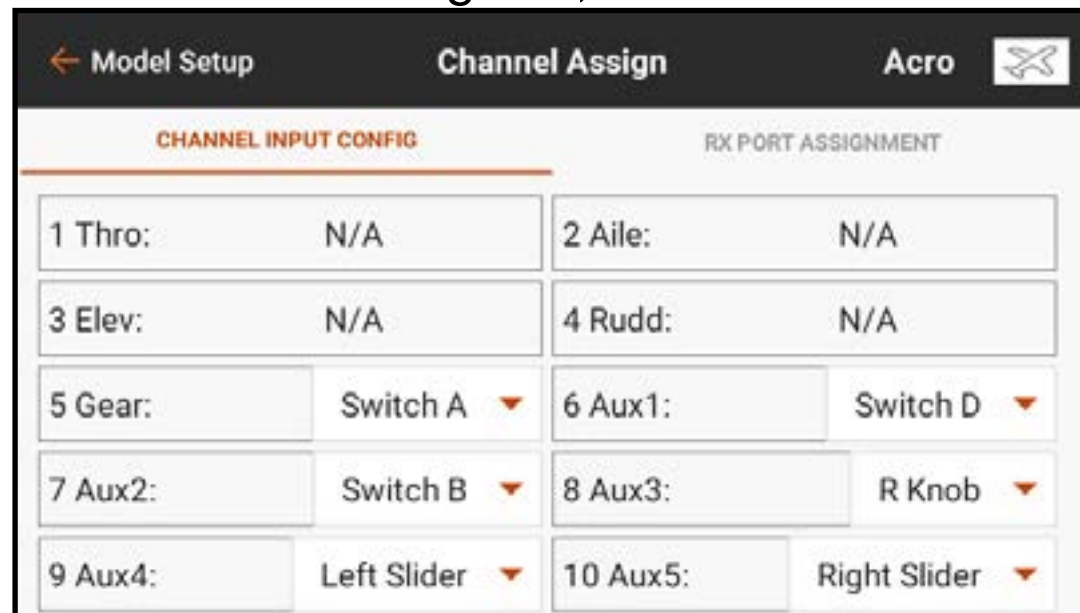 ← Model Setup Channel Assign Acro
CHANNEL INPUT CONFIG RX PORT ASSIGNMENT
1 Thro: N/A 2 Aile: N/A
3 Elev: N/A 4 Rudd: N/A
5 Gear: Switch A 6 Aux1: Switch D
7 Aux2: Switch B 8 Aux3: R Knob
9 Aux4: Left Slider 10 Aux5: Right Slider